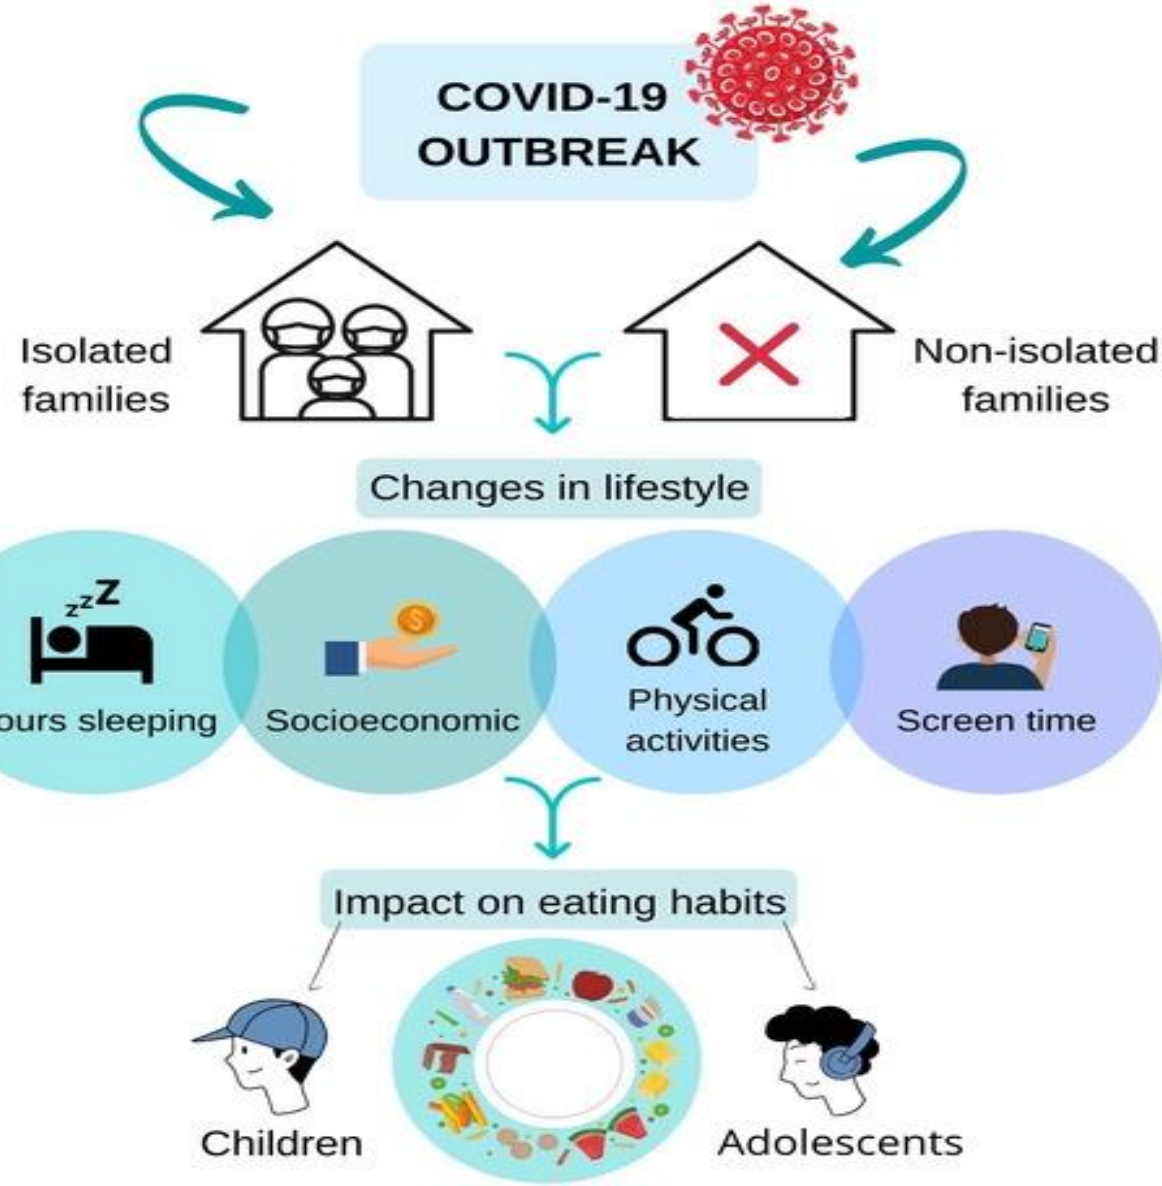 COVID-19
OUTBREAK
Isolated
families
Non-isolated
families
Changes in lifestyle
zzZ
ours sleeping
$
Socioeconomic
Physical
activities
Screen time
Impact on eating habits
Children
Adolescents